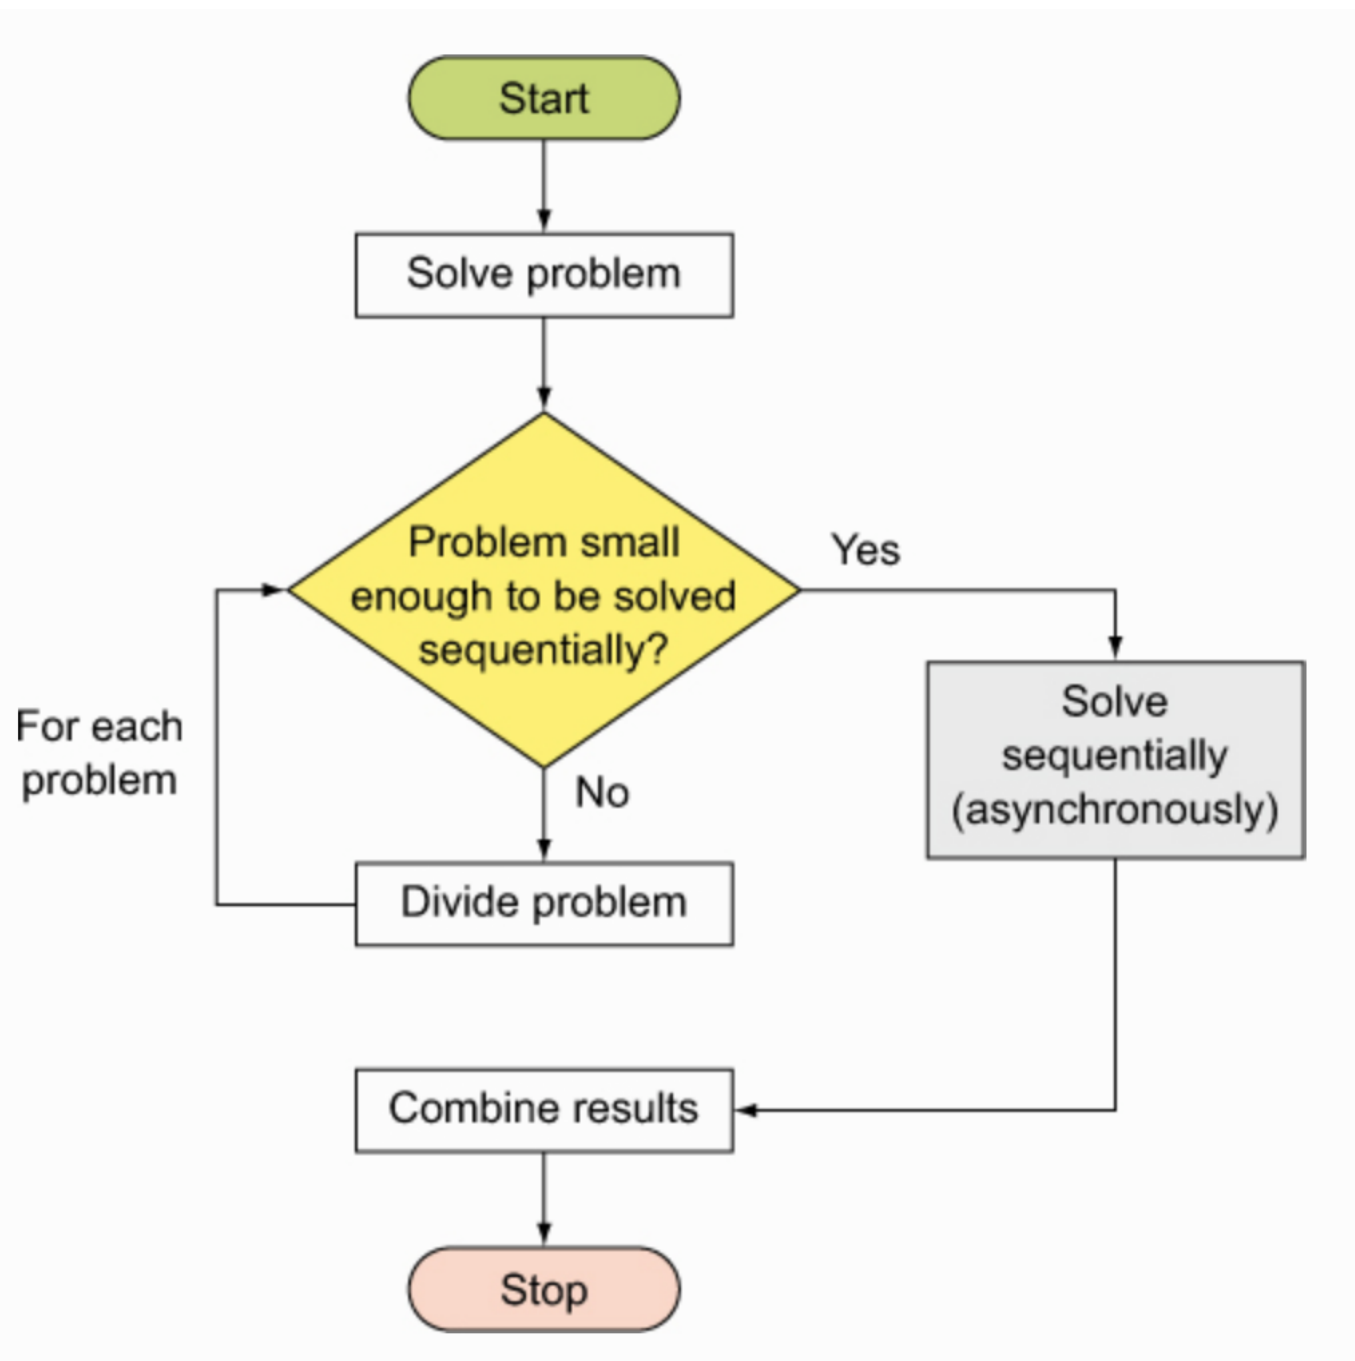 Start
Solve problem
Problem small
enough to be solved
sequentially?
Yes
Solve
sequentially
(asynchronously)
For each
problem
No
Divide problem
Combine results
Stop